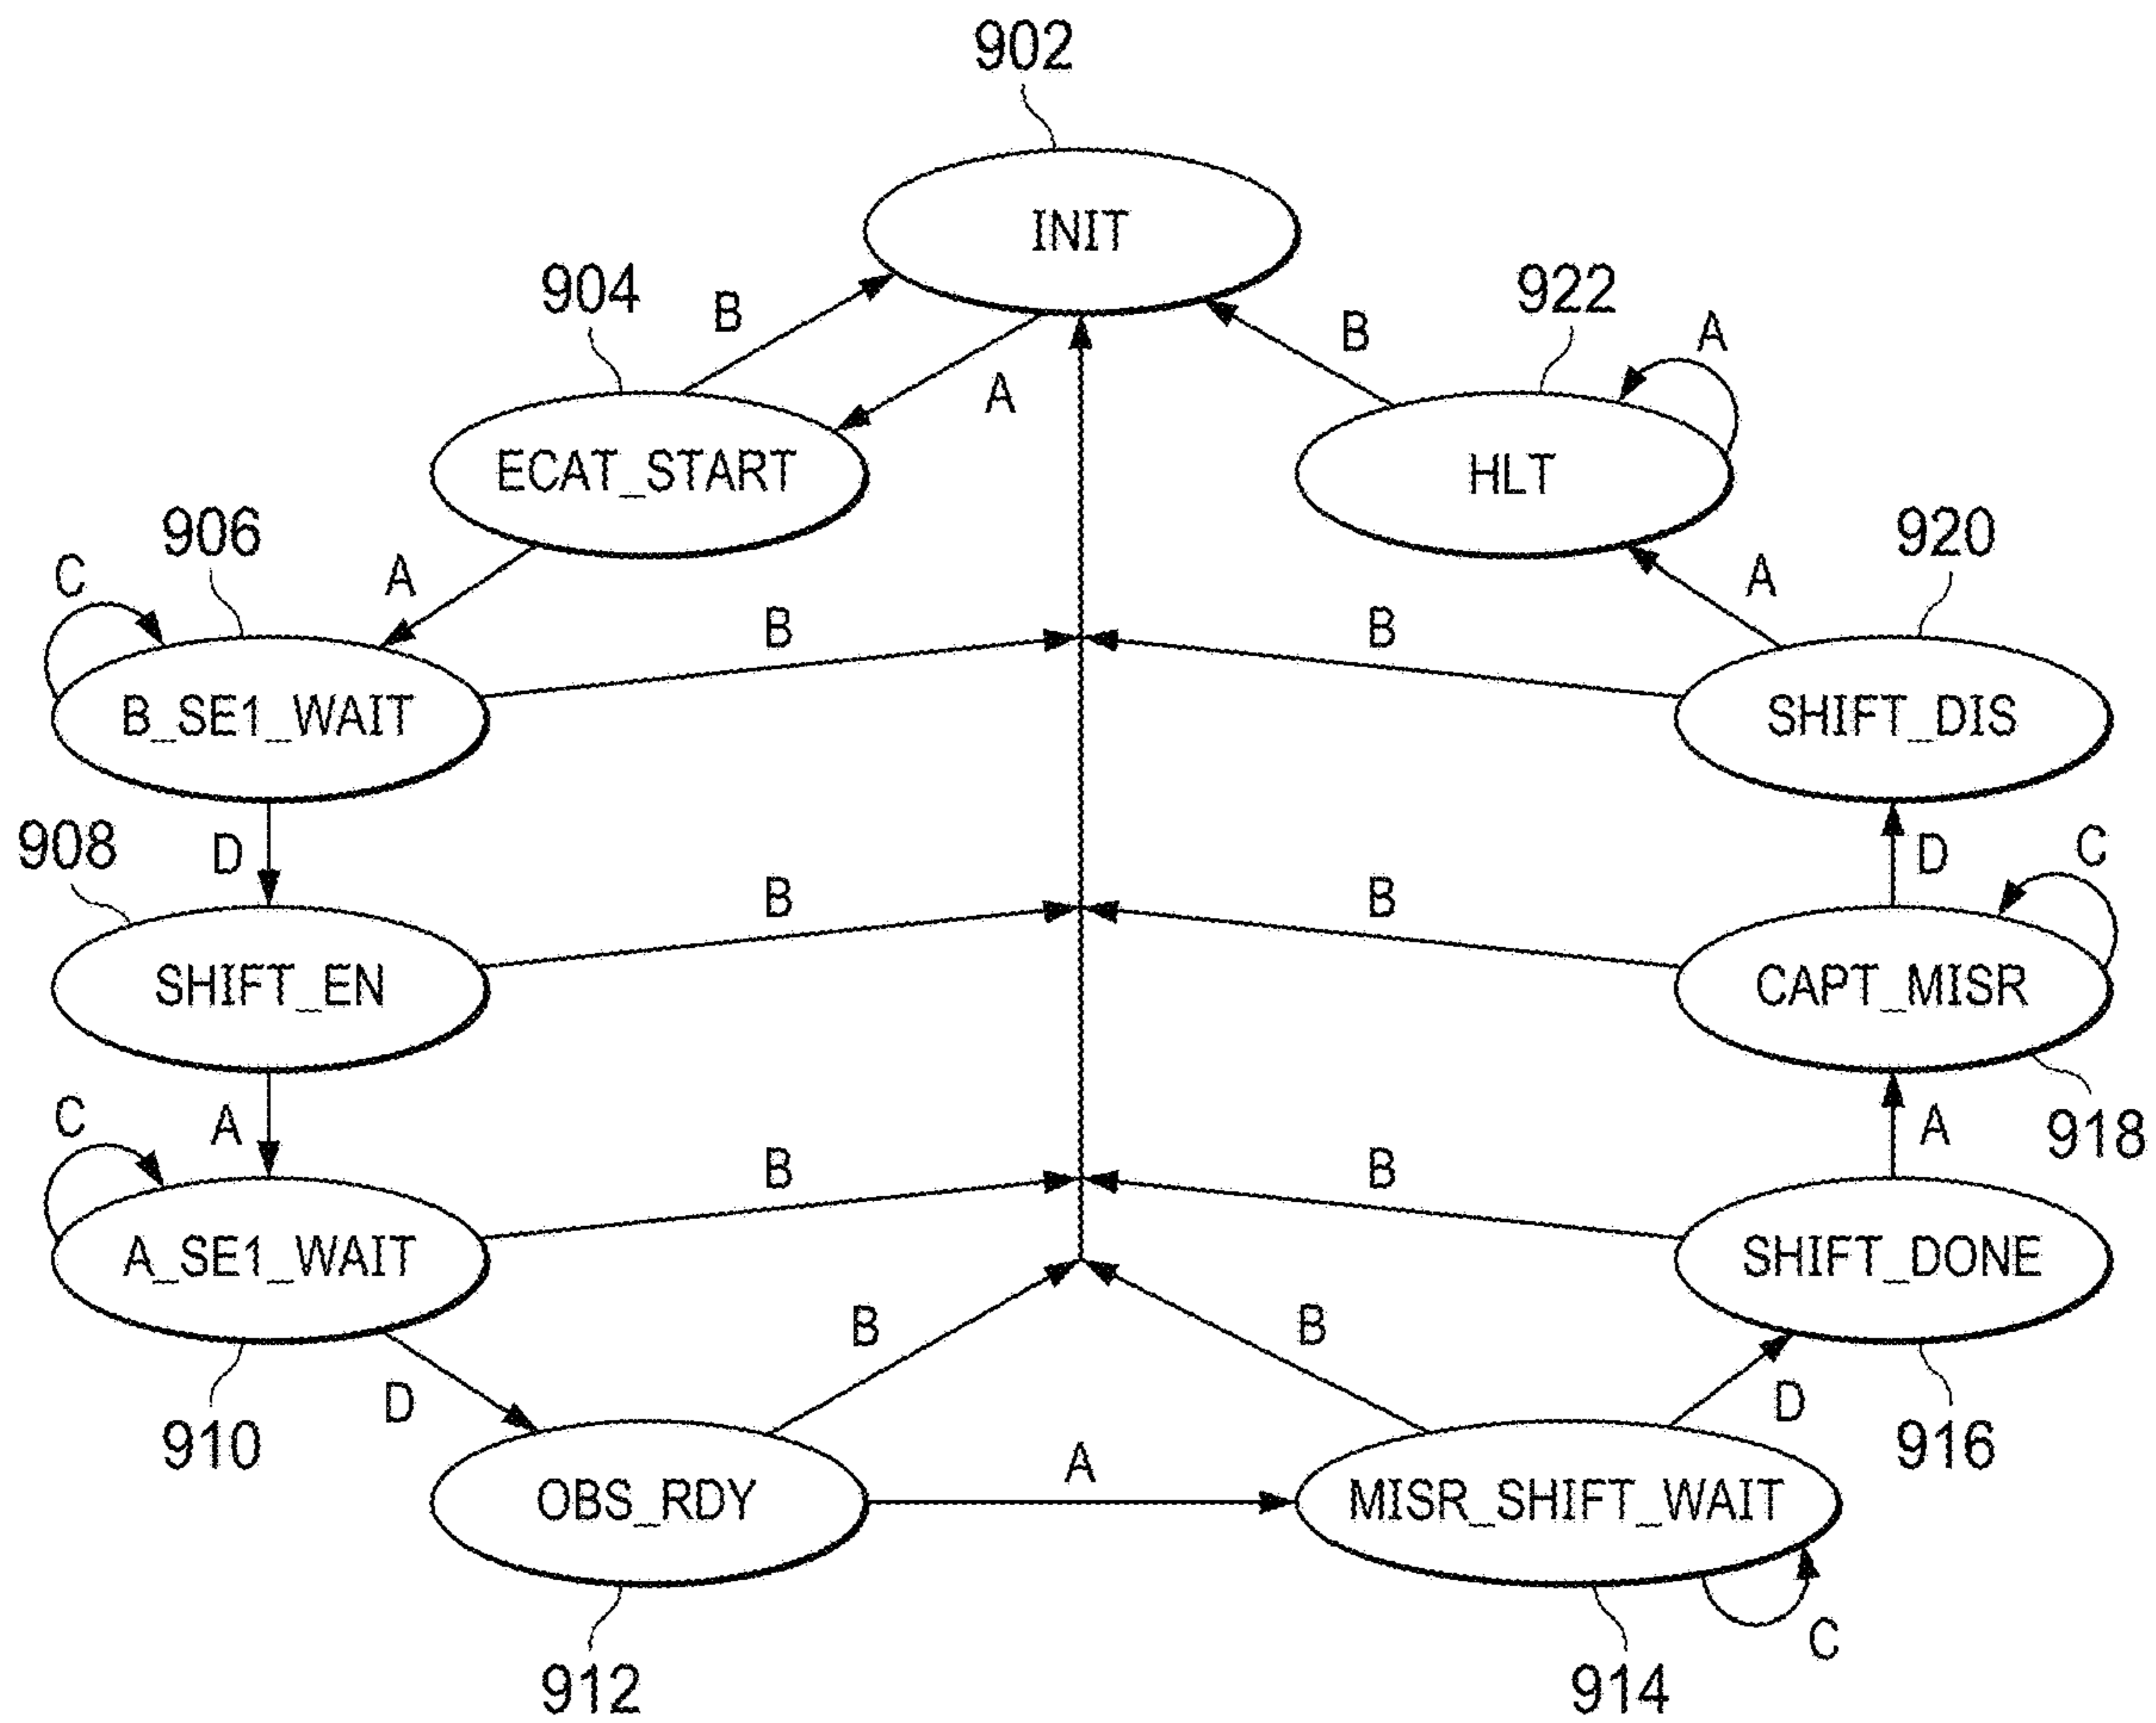 902
INIT
904
B
922
A
B
A
ECAT_START
HLT
906
920
C
A
A
B
B
B_SE1_WAIT
SHIFT_DIS
908
D
D
C
B
B
SHIFT_EN
CAPT_MISR
C
A
A
918
B
B
A_SE1_WAIT
SHIFT_DONE
B
B
D
D
910
916
A
OBS_RDY
MISR_SHIFT_WAIT
C
912
914